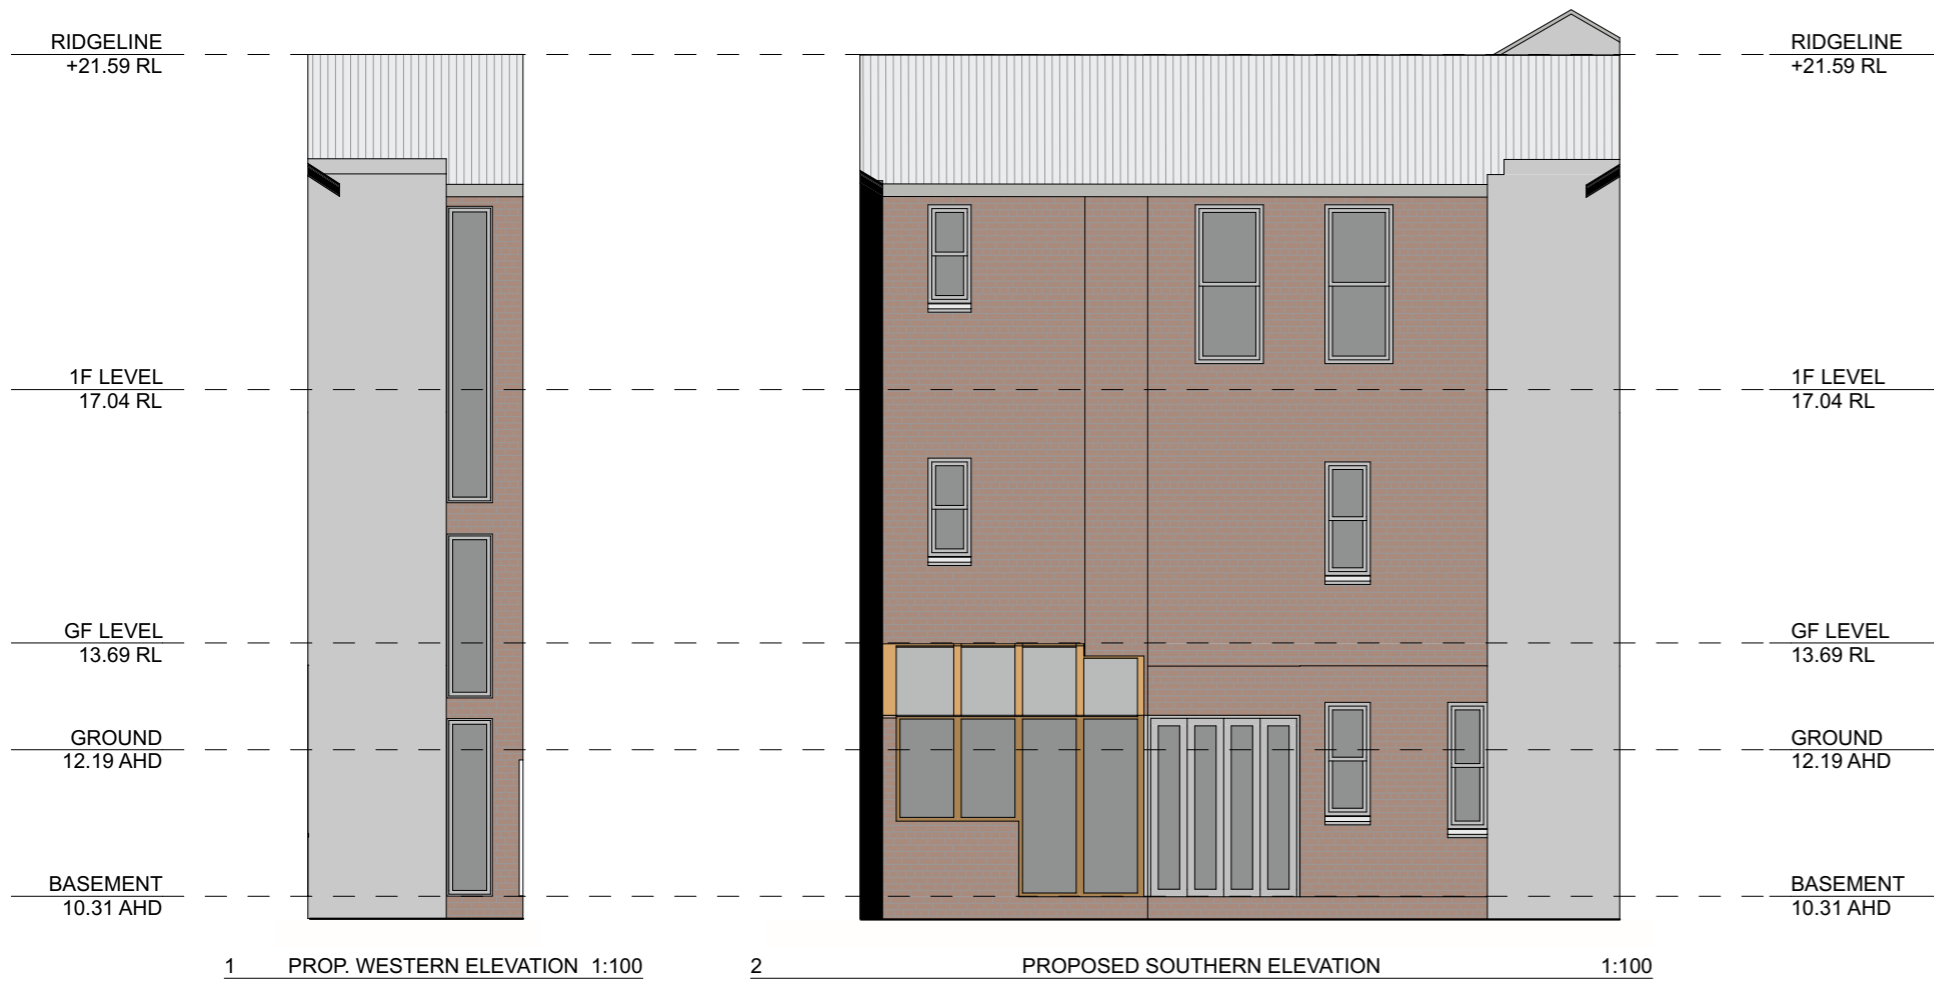 RIDGELINE
+21.59 RL
1F LEVEL
17.04 RL
GF LEVEL
13.69 RL
GROUND
12.19 AHD
BASEMENT
10.31 AHD
RIDGELINE
+21.59 RL
1F LEVEL
17.04 RL
GF LEVEL
13.69 RL
GROUND
12.19 AHD
BASEMENT
10.31 AHD
1 PROP. WESTERN ELEVATION 1:100
2 PROPOSED SOUTHERN ELEVATION 1:100